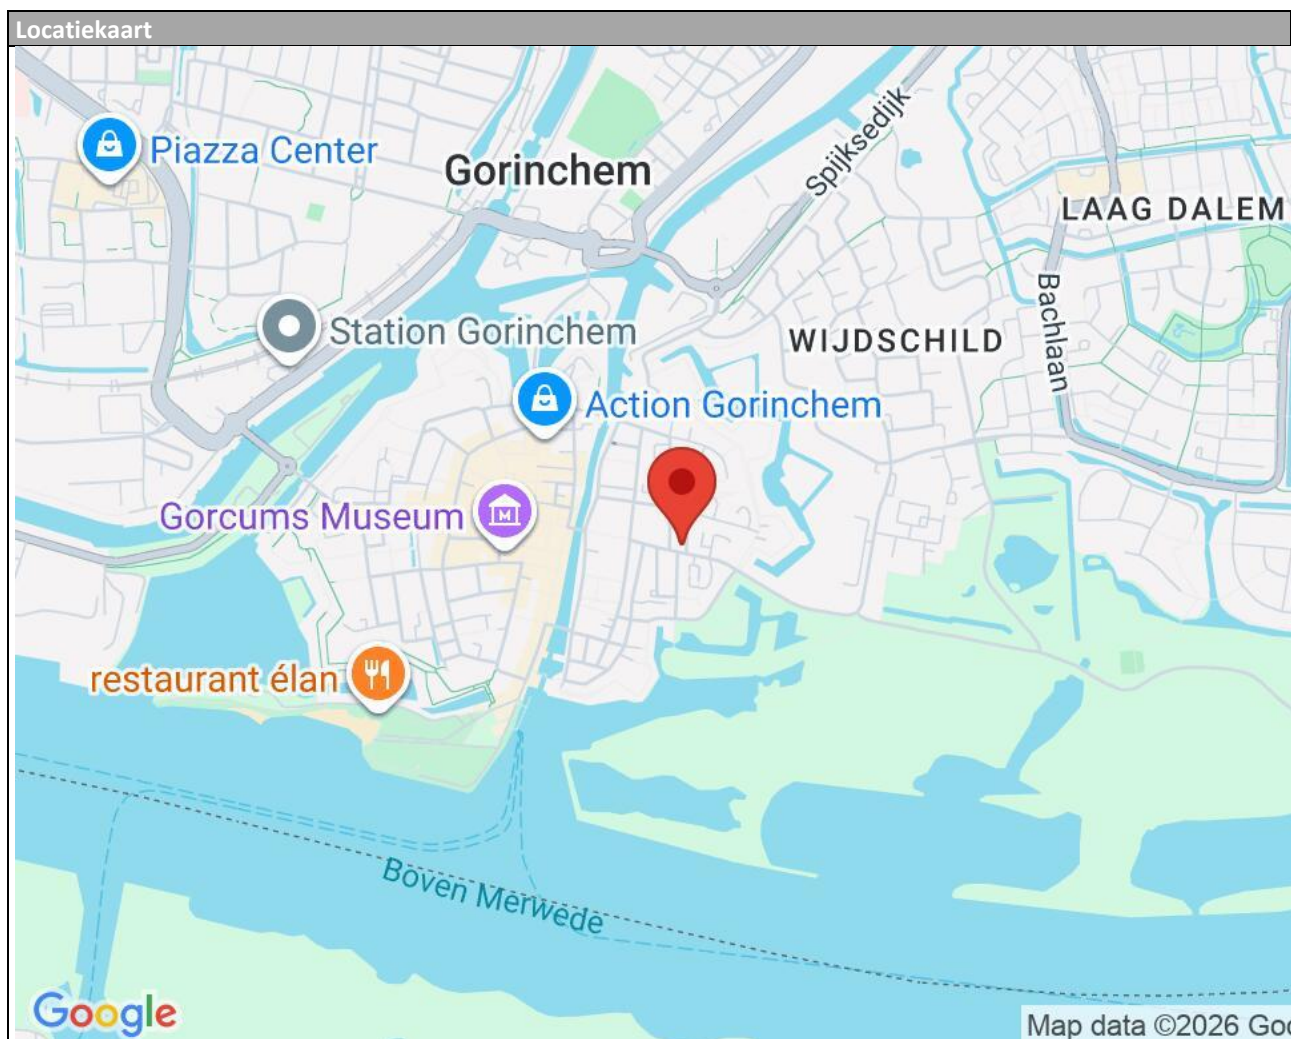 Locatiekaart
Piazza Center
Gorinchem
Spijksedijk
LAAG DALEM
Bachlaan
Station Gorinchem
WIJDSCHILD
Action Gorinchem
Gorcums Museum
M
restaurant élan
Boven Merwede
Google
Map data ©2026 Goo